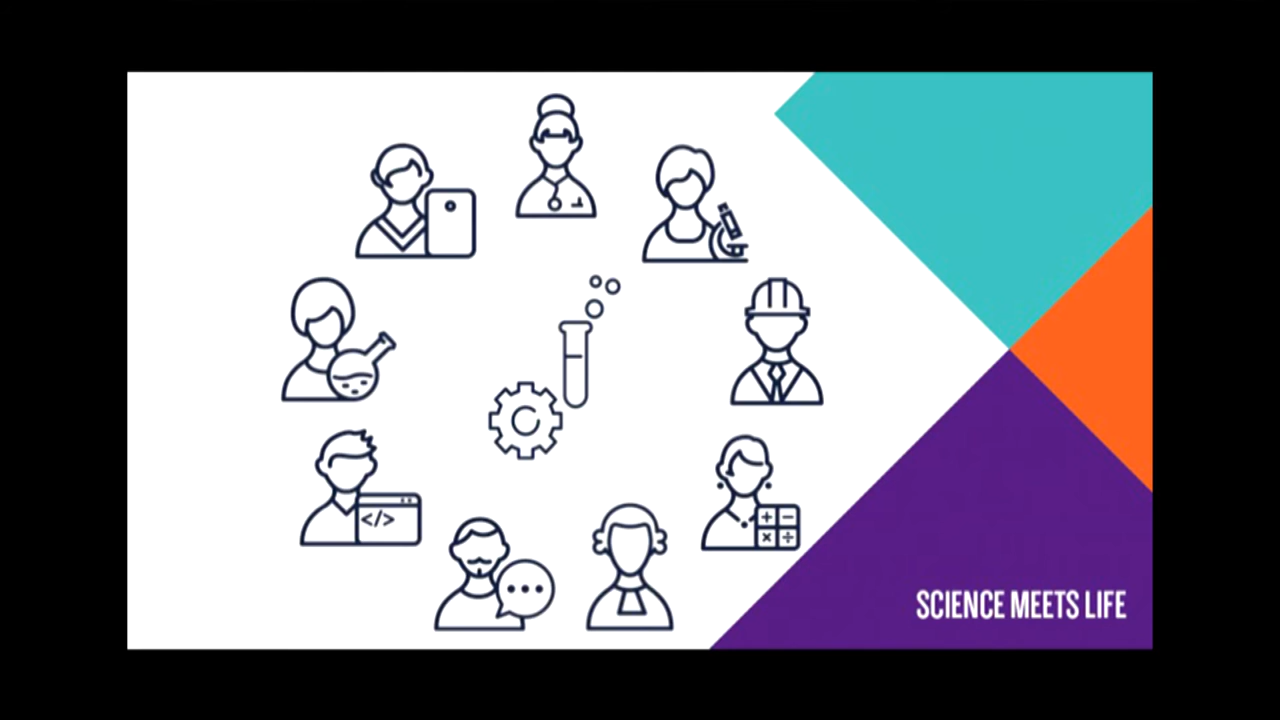 </>
+ −
× ÷
SCIENCE MEETS LIFE